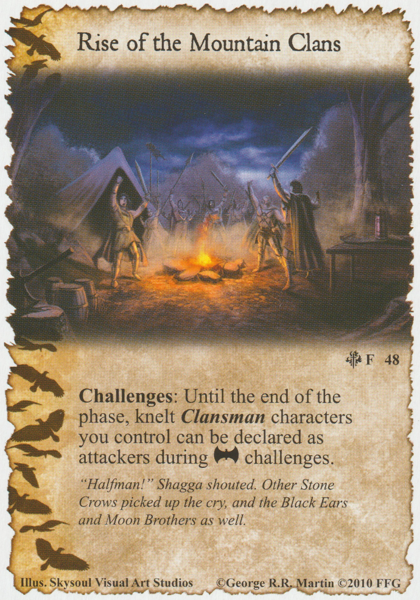 Rise of the Mountain Clans
F 48
Challenges: Until the end of the
phase, knelt Clansman characters
you control can be declared as
attackers during challenges.
“Halfman!” Shagga shouted. Other Stone
Crows picked up the cry, and the Black Ears
and Moon Brothers as well.
Illus. Skysoul Visual Art Studios ©George R.R. Martin ©2010 FFG